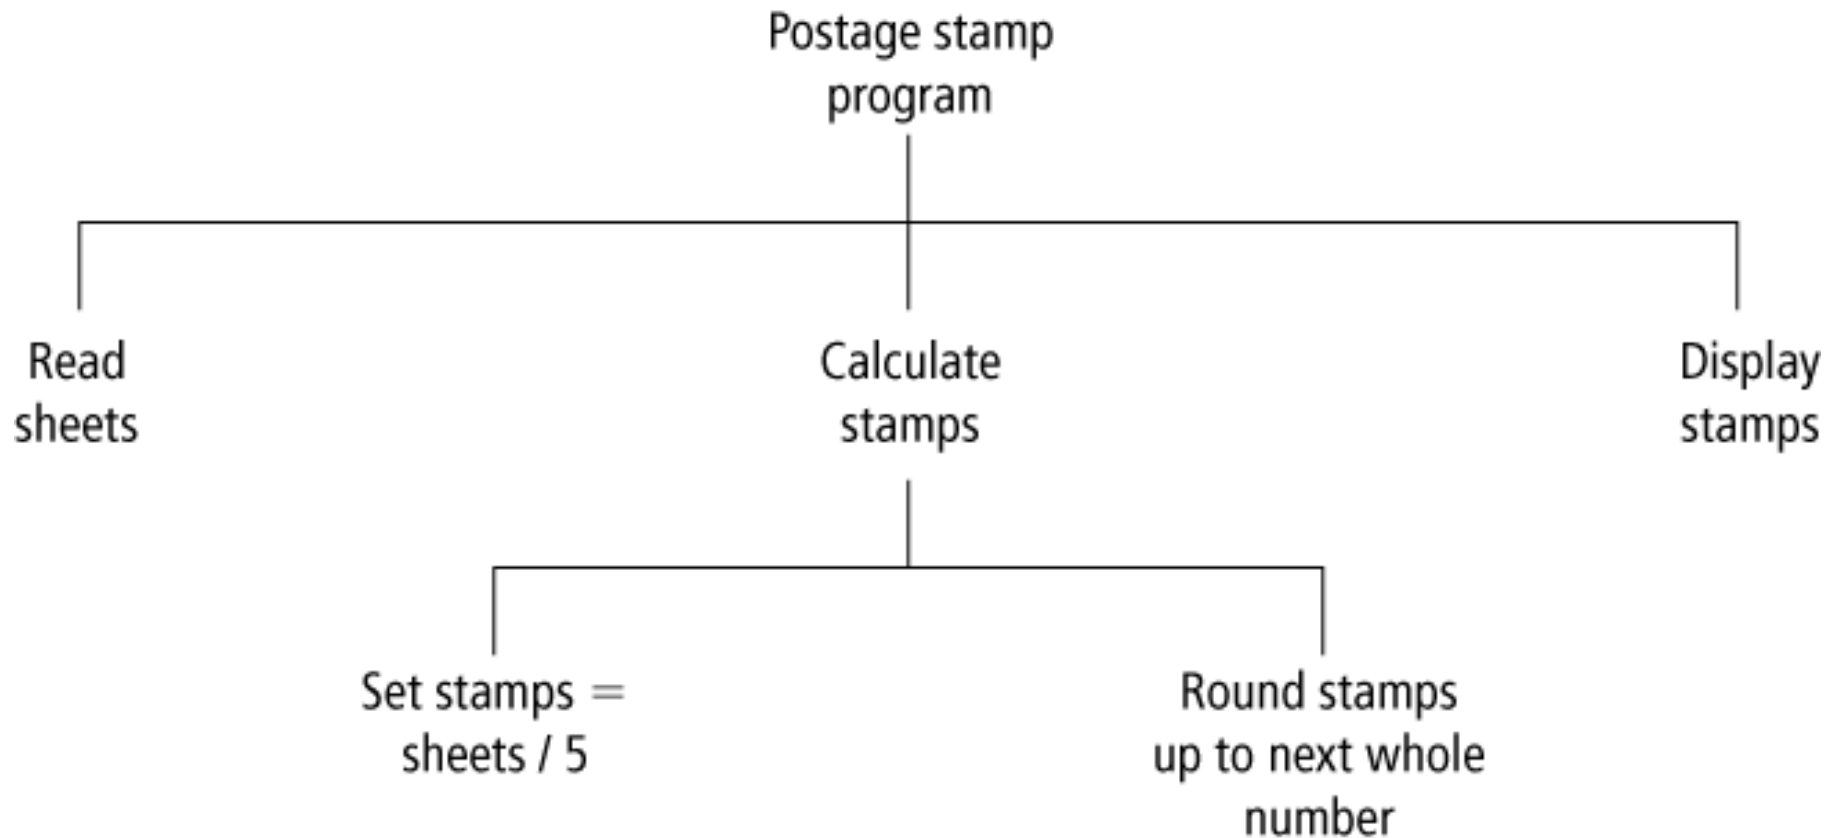 Postage stamp
program
Read
sheets
Calculate
stamps
Display
stamps
Set stamps =
sheets / 5
Round stamps
up to next whole
number